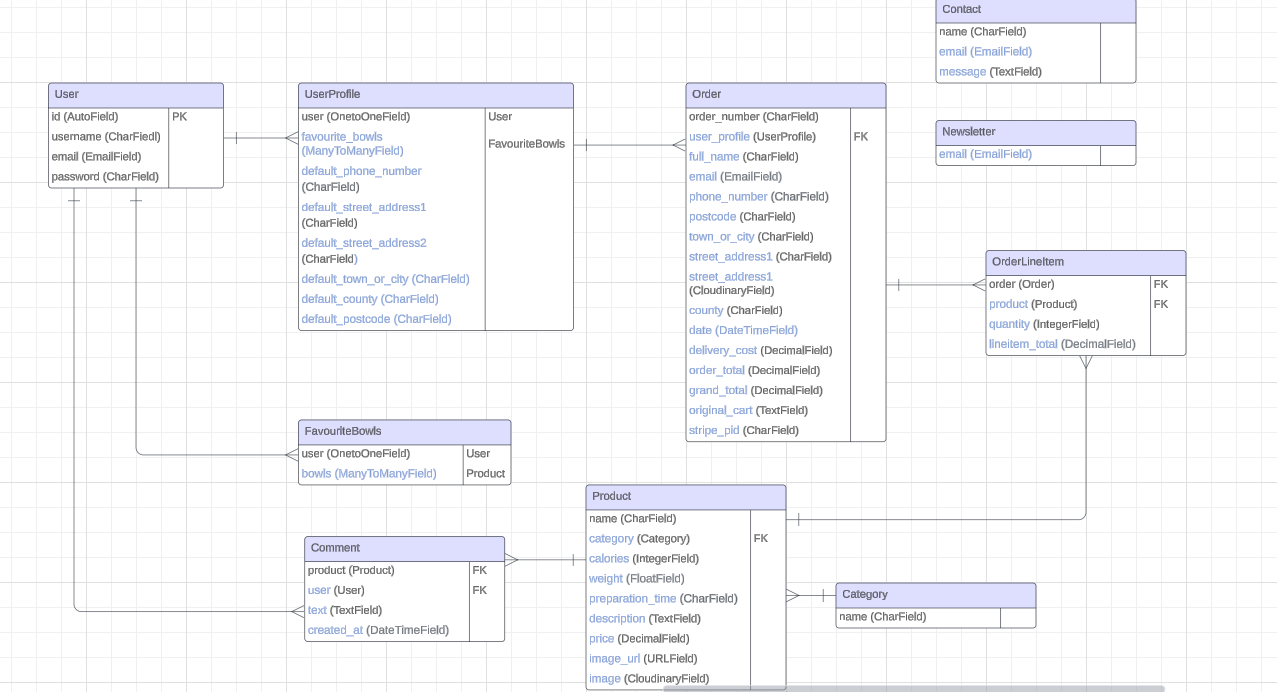 Contact
name (CharField)
email (EmailField)
message (TextField)
User
id (AutoField) PK
username (CharFiedl)
email (EmailField)
password (CharField)
UserProfile
user (OnetoOneField) User
favourite_bowls
(ManyToManyField) FavouriteBowls
default_phone_number
(CharField)
default_street_address1
(CharField)
default_street_address2
(CharField)
default_town_or_city (CharField)
default_county (CharField)
default_postcode (CharField)
Order
order_number (CharField)
user_profile (UserProfile) FK
full_name (CharField)
email (EmailField)
phone_number (CharField)
postcode (CharField)
town_or_city (CharField)
street_address1 (CharField)
street_address1
(CloudinaryField)
county (CharField)
date (DateTimeField)
delivery_cost (DecimalField)
order_total (DecimalField)
grand_total (DecimalField)
original_cart (TextField)
stripe_pid (CharField)
Newsletter
email (EmailField)
OrderLineItem
order (Order) FK
product (Product) FK
quantity (IntegerField)
lineitem_total (DecimalField)
FavouriteBowls
user (OnetoOneField) User
bowls (ManyToManyField) Product
Comment
product (Product) FK
user (User) FK
text (TextField)
created_at (DateTimeField)
Product
name (CharField)
category (Category) FK
calories (IntegerField)
weight (FloatField)
preparation_time (CharField)
description (TextField)
price (DecimalField)
image_url (URLField)
image (CloudinaryField)
Category
name (CharField)